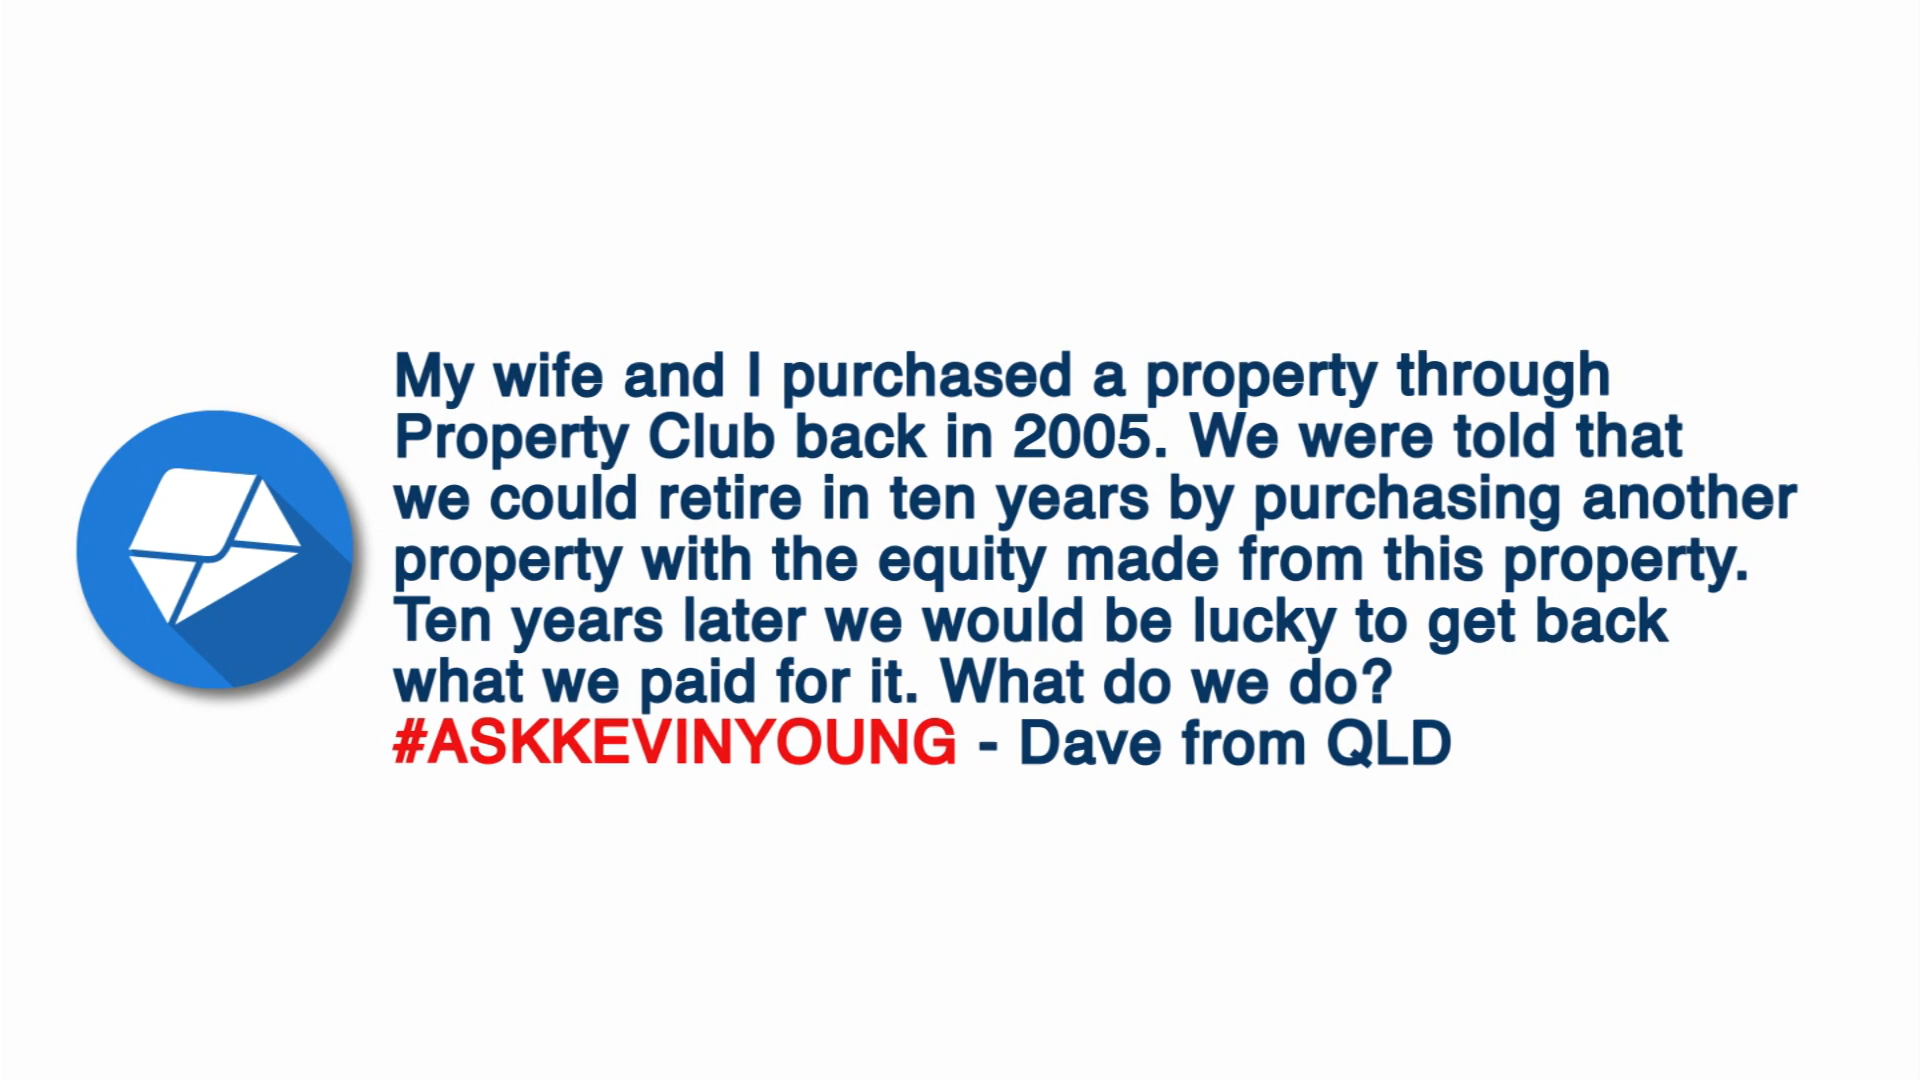 My wife and I purchased a property through
Property Club back in 2005. We were told that
we could retire in ten years by purchasing another
property with the equity made from this property.
Ten years later we would be lucky to get back
what we paid for it. What do we do?
#ASKKEVINYOUNG - Dave from QLD